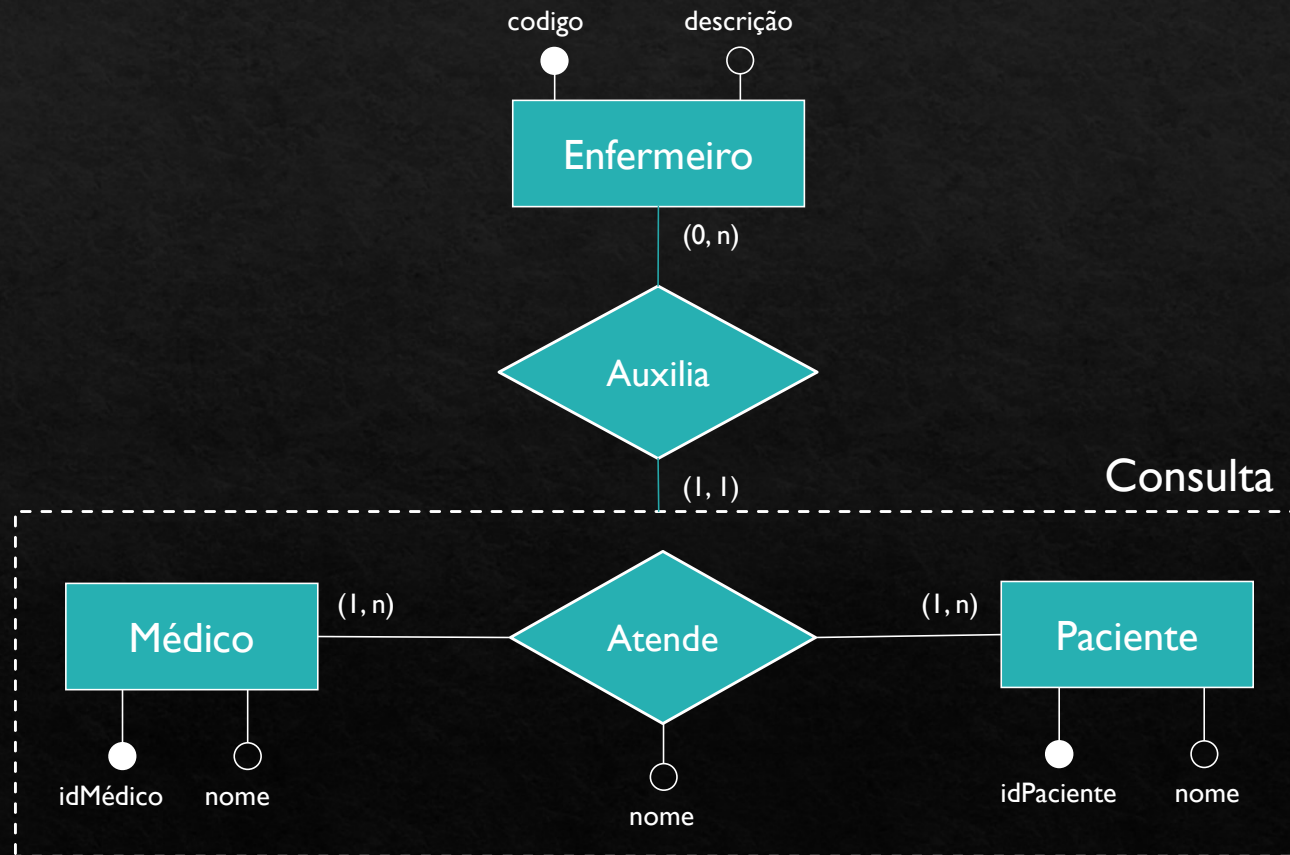 codigo descrição
Enfermeiro
(0, n)
Auxilia
(1, 1)
Consulta
Médico
(1, n)
Atende
(1, n)
Paciente
idMédico nome
nome
idPaciente nome